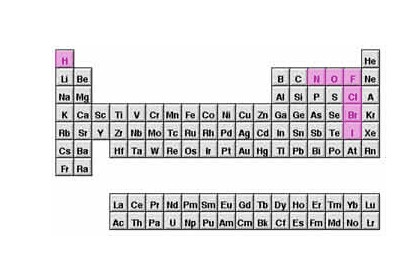 H He
Li Be B C N O F Ne
Na Mg Al Si P S Cl A
K Ca Sc Ti V Cr Mn Fe Co Ni Cu Zn Ga Ge As Se Br Kr
Rb Sr Y Zr Nb Mo Tc Ru Rh Pd Ag Cd In Sn Sb Te I Xe
Cs Ba Hf Ta W Re Os Ir Pt Au Hg Tl Pb Bi Po At Rn
Fr Ra
La Ce Pr Nd Pm Sm Eu Gd Tb Dy Ho Er Tm Yb Lu
Ac Th Pa U Np Pu Am Cm Bk Cf Es Fm Md No Lr